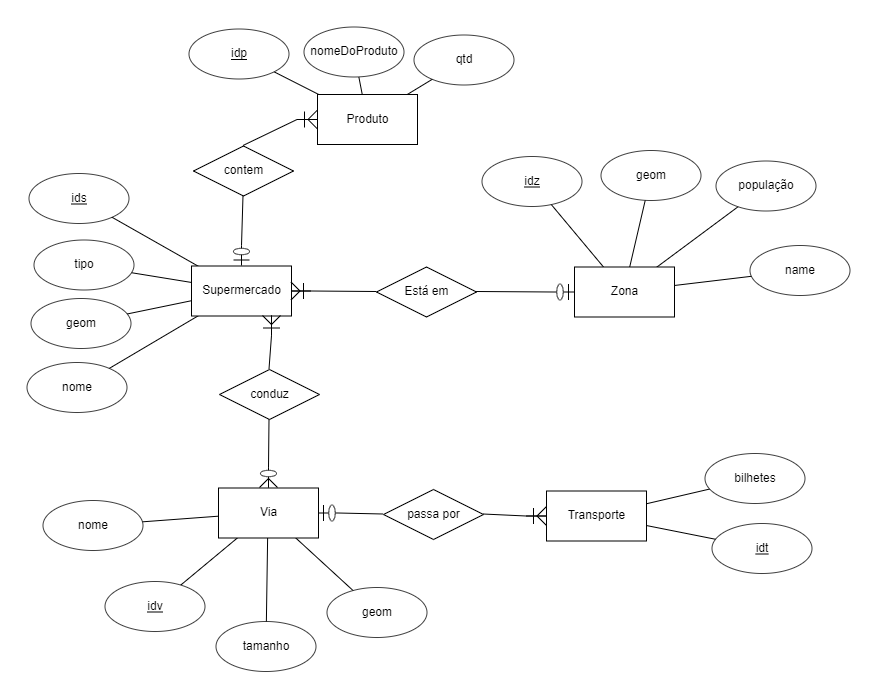 idp
nomeDoProduto
qtd
Produto
contem
ids
tipo
geom
nome
Supermercado
Está em
idz
geom
população
name
Zona
conduz
nome
Via
idv
tamanho
geom
passa por
Transporte
bilhetes
idt